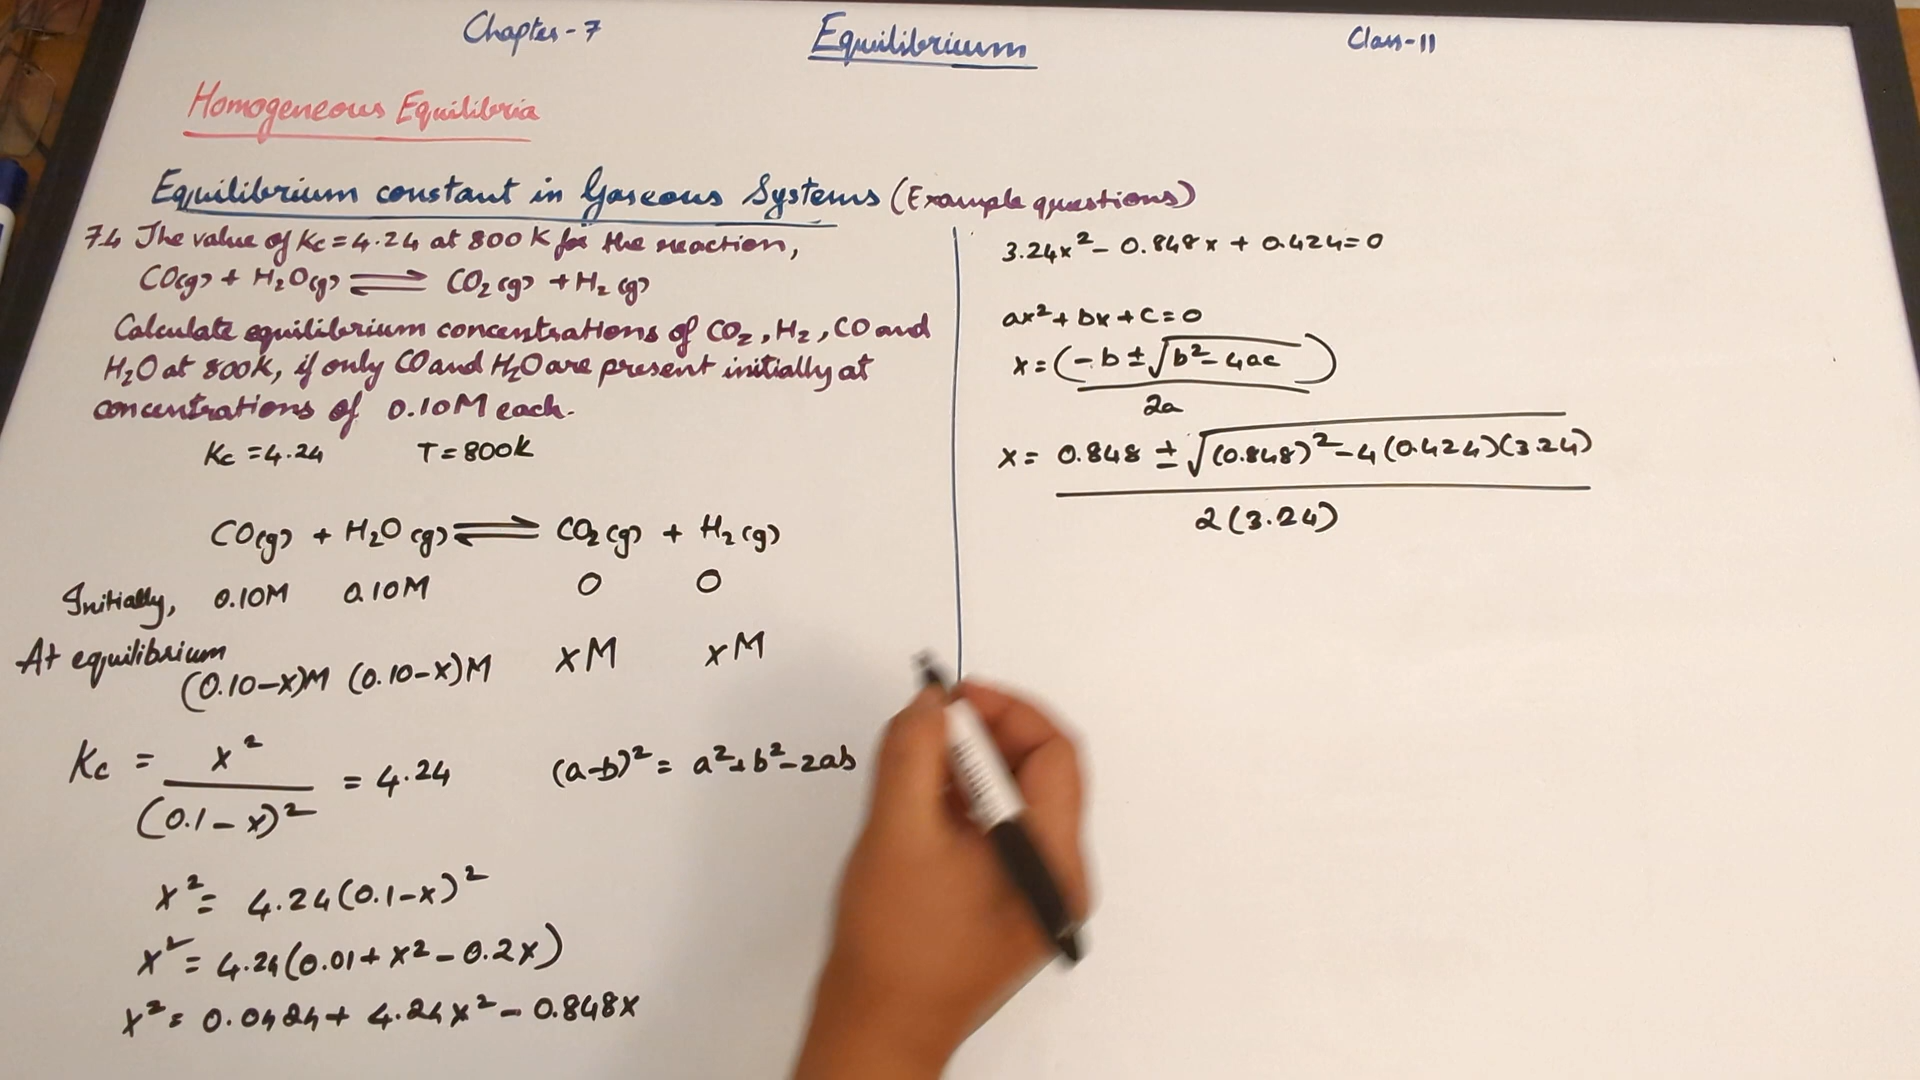 Chapter-7 Equilibrium Class-11
Homogeneous Equilibria
Equilibrium constant in Gaseous Systems (Example questions)
7.4 The value of Kc = 4.24 at 800K for the reaction,
CO(g) + H₂O(g) ⇌ CO₂(g) + H₂(g)
Calculate equilibrium concentrations of CO₂, H₂, CO and
H₂O at 800K, if only CO and H₂O are present initially at
concentrations of 0.10M each.
Kc = 4.24 T = 800K
CO(g) + H₂O(g) ⇌ CO₂(g) + H₂(g)
Initially, 0.10M 0.10M 0 0
At equilibrium
(0.10-x)M (0.10-x)M xM xM
Kc = x² / (0.1-x)² = 4.24 (a-b)² = a²+b²-2ab
x² = 4.24(0.1-x)²
x² = 4.24(0.01+x²-0.2x)
x² = 0.0424 + 4.24x² - 0.848x
3.24x² - 0.848x + 0.424=0
ax² + bx + c = 0
x = (-b ± √b² - 4ac)
2a
x = 0.848 ± √(0.848)² - 4(0.424)(3.24)
2(3.24)